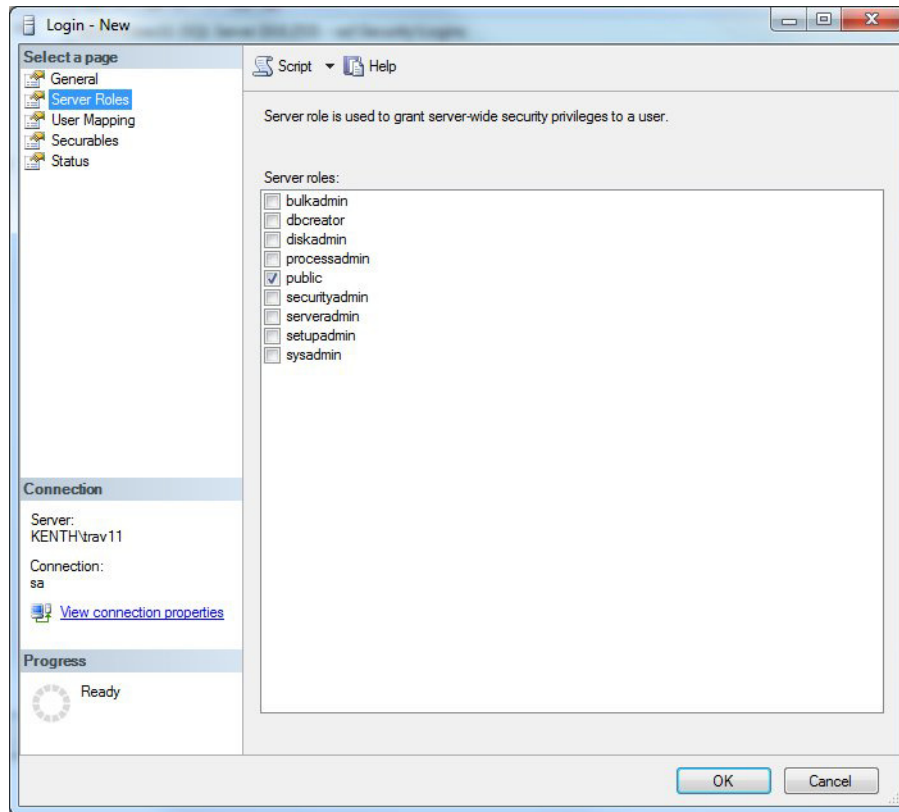 Login - New
Select a page
General
Server Roles
User Mapping
Securables
Status
Script Help
Server role is used to grant server-wide security privileges to a user.
Server roles:
bulkadmin
dbcreator
diskadmin
processadmin
public
securityadmin
serveradmin
setupadmin
sysadmin
Connection
Server:
KENTH\trav11
Connection:
sa
View connection properties
Progress
Ready
OK Cancel